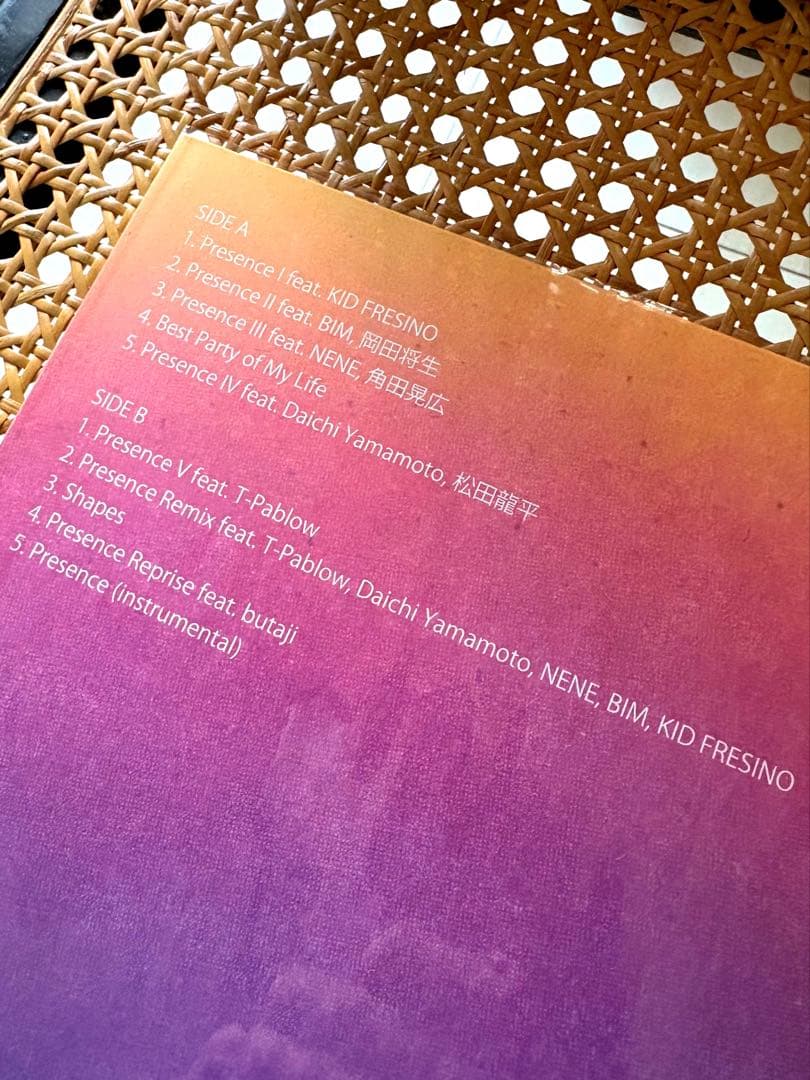 SIDE A
1. Presence I feat. KID FRESINO
2. Presence II feat. BIM, 岡田将生
3. Presence III feat. NENE, 角田晃広
4. Best Party of My Life
5. Presence IV feat. Daichi Yamamoto, 松田龍平
SIDE B
1. Presence V feat. T-Pablow
2. Presence Remix feat. T-Pablow, Daichi Yamamoto, NENE, BIM, KID FRESINO
3. Shapes
4. Presence Reprise feat. butaji
5. Presence (instrumental)